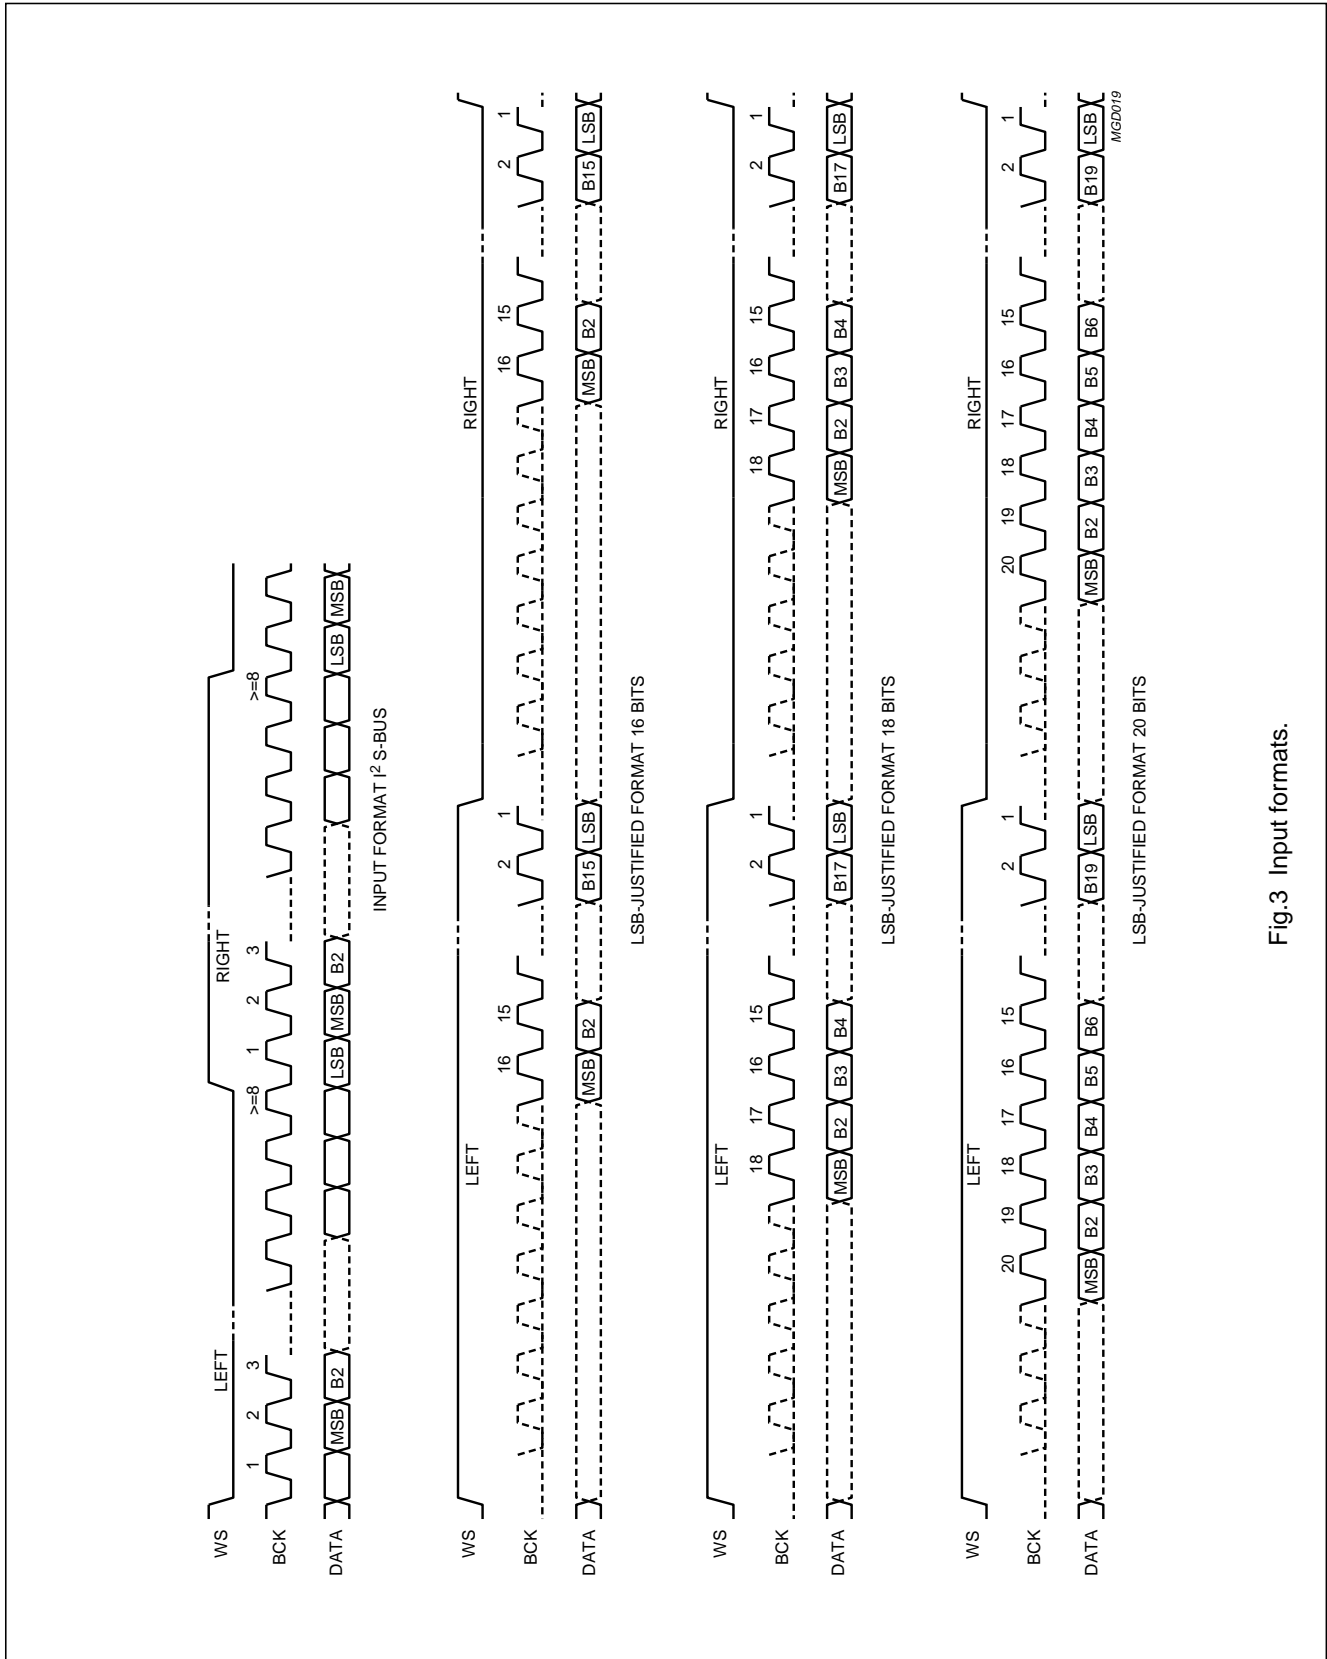 WS
LEFT
RIGHT
BCK
1 2 3 >=8 1 2 3 >=8
DATA
MSB B2 LSB MSB B2 LSB MSB
INPUT FORMAT I² S-BUS
WS
LEFT
RIGHT
BCK
16 15 2 1 16 15 2 1
DATA
MSB B2 B15 LSB MSB B2 B15 LSB
LSB-JUSTIFIED FORMAT 16 BITS
WS
LEFT
RIGHT
BCK
18 17 16 15 2 1 18 17 16 15 2 1
DATA
MSB B2 B3 B4 B17 LSB MSB B2 B3 B4 B17 LSB
LSB-JUSTIFIED FORMAT 18 BITS
WS
LEFT
RIGHT
BCK
20 19 18 17 16 15 2 1 20 19 18 17 16 15 2 1
DATA
MSB B2 B3 B4 B5 B6 B19 LSB MSB B2 B3 B4 B5 B6 B19 LSB
MGD019
LSB-JUSTIFIED FORMAT 20 BITS
Fig.3 Input formats.